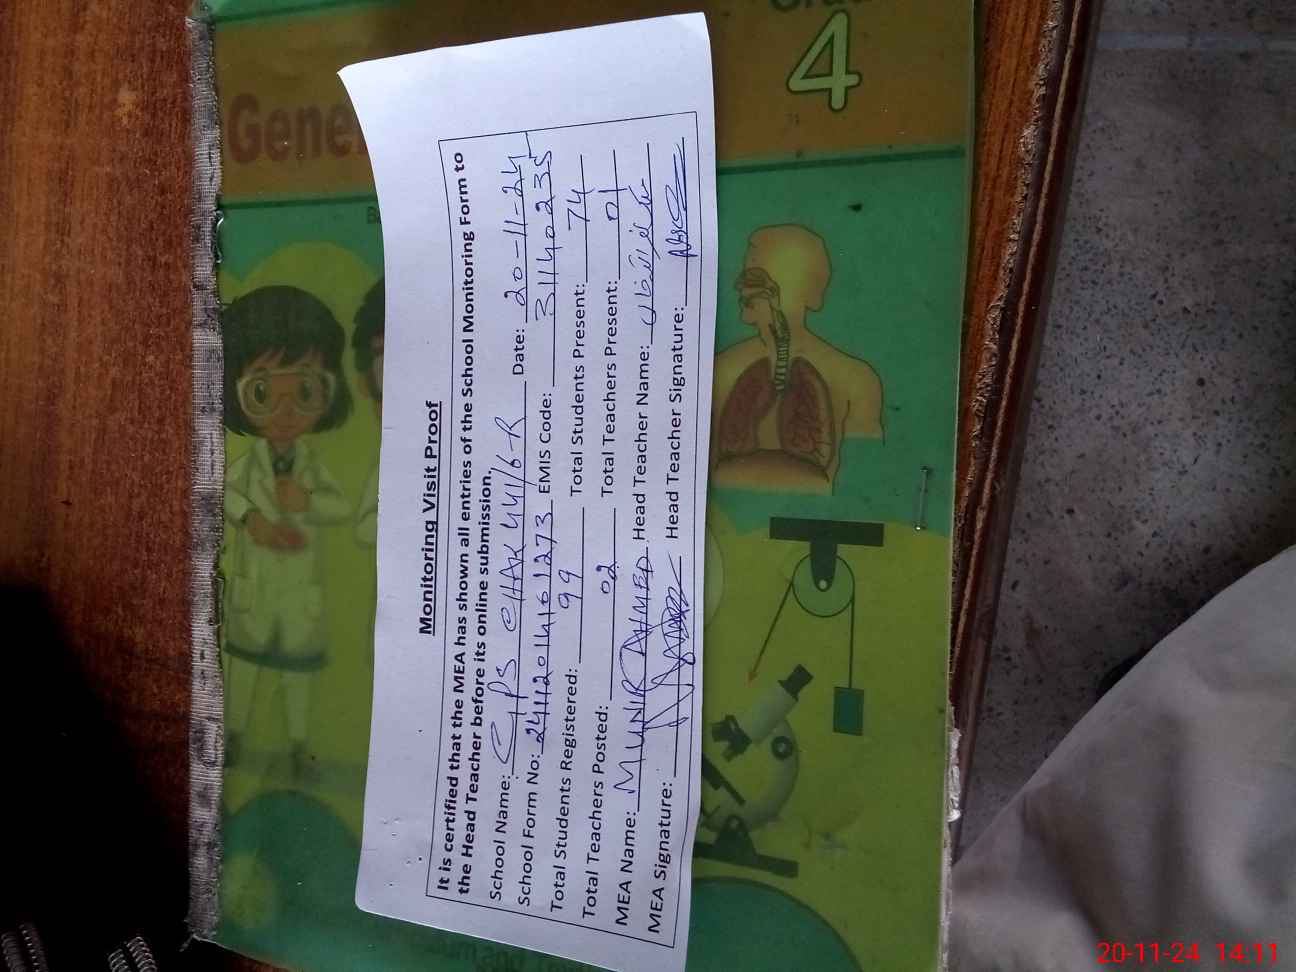 Monitoring Visit Proof
It is certified that the MEA has shown all entries of the School Monitoring Form to
the Head Teacher before its online submission.
School Name: GPS CHAK 441/6-R Date: 20-11-24
School Form No: 2411201461273 EMIS Code: 31140235
Total Students Registered: 99 Total Students Present: 74
Total Teachers Posted: 02 Total Teachers Present: 01
MEA Name: MUNIR AHMED Head Teacher Name:
MEA Signature: Head Teacher Signature:
4
20-11-24 14:11